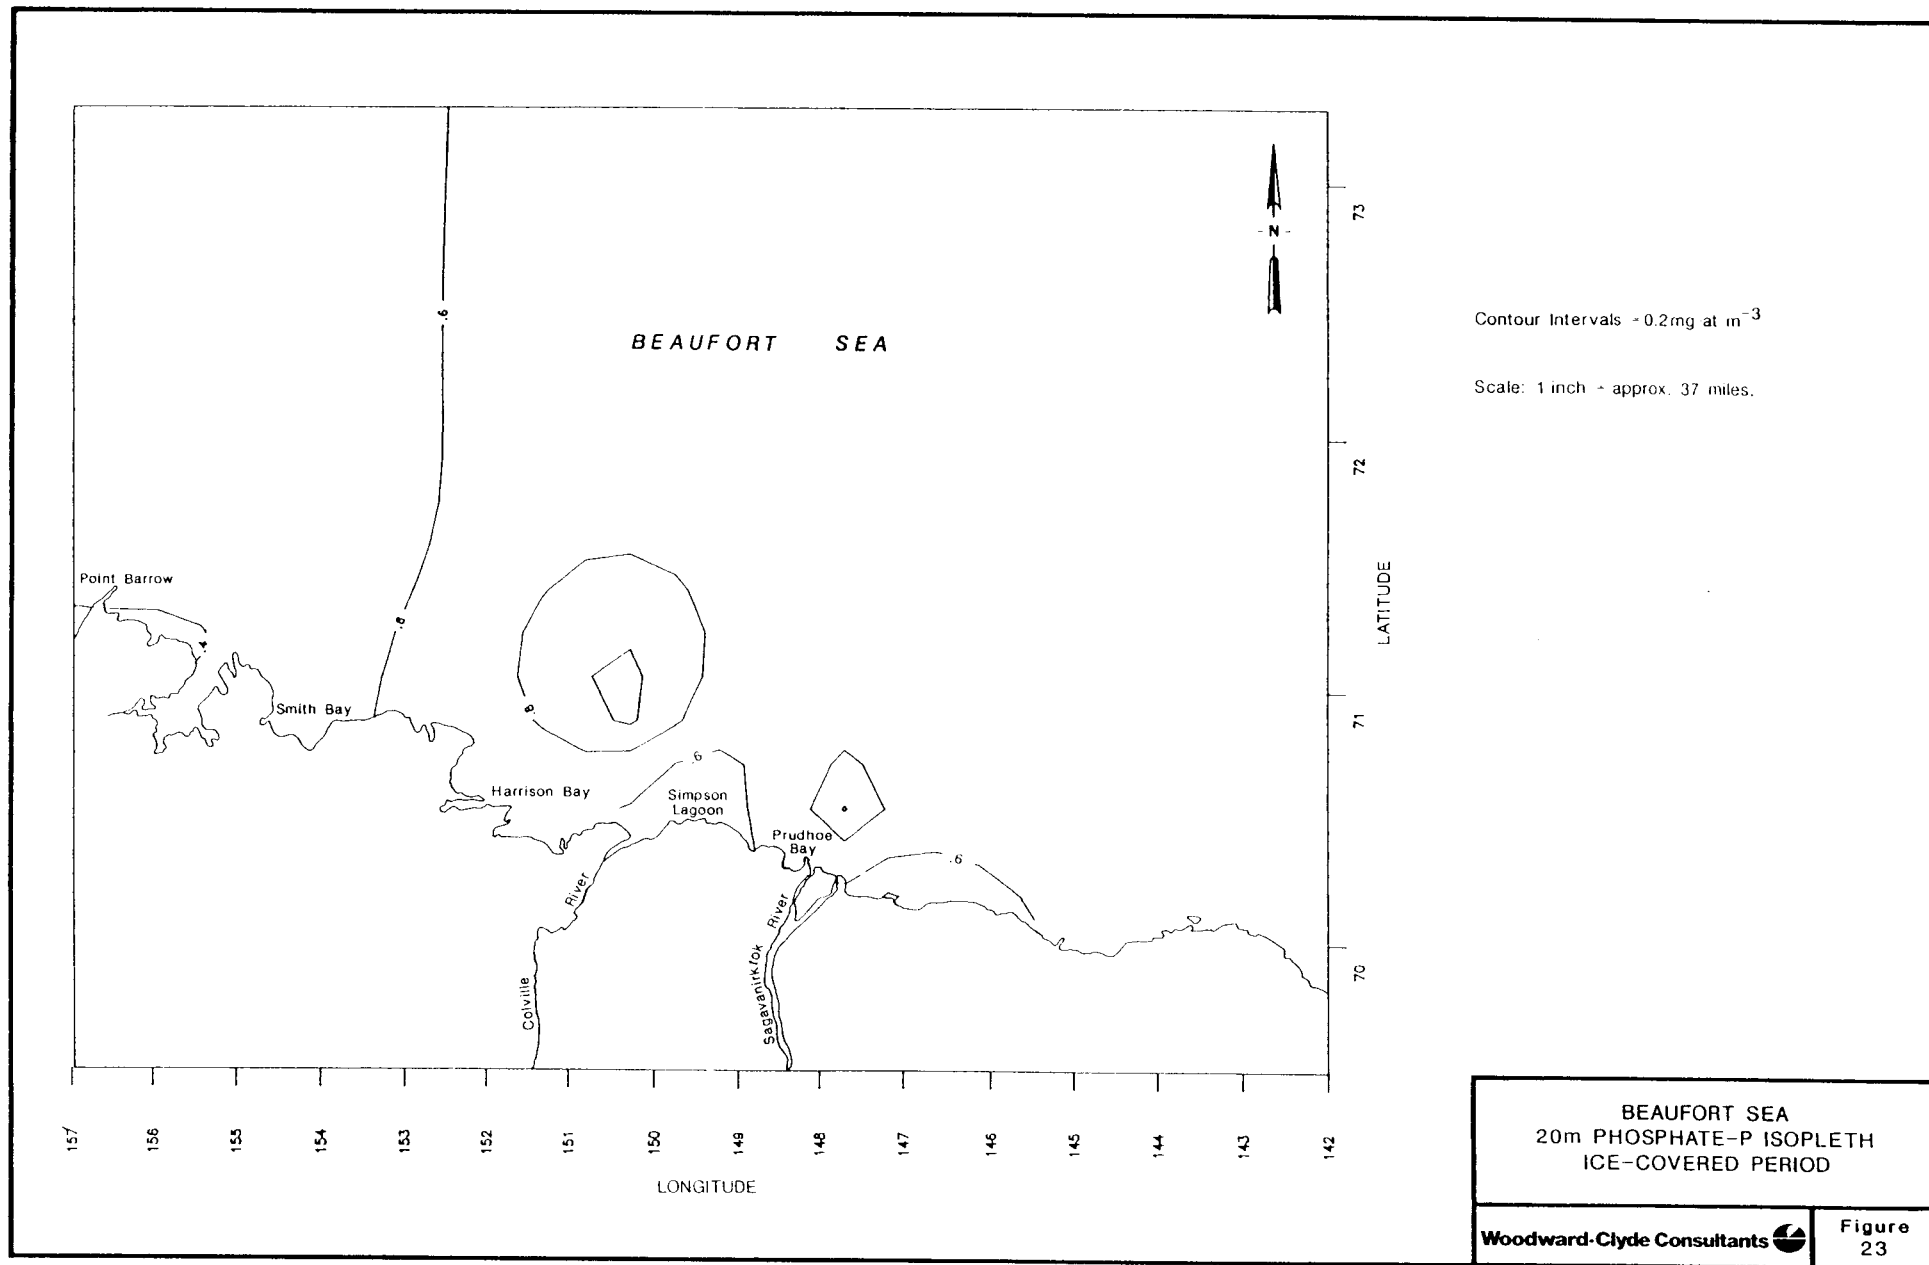 BEAUFORT SEA
- N -
.6
.8
.4
.8
.6
.6
Point Barrow
Smith Bay
Harrison Bay
Simpson
Lagoon
Prudhoe
Bay
Colville
River
Sagavanirktok
River
73
72
71
70
LATITUDE
157
156
155
154
153
152
151
150
149
148
147
146
145
144
143
142
LONGITUDE
Contour Intervals = 0.2mg at m⁻³
Scale: 1 inch = approx. 37 miles.
BEAUFORT SEA
20m PHOSPHATE-P ISOPLETH
ICE-COVERED PERIOD
Woodward-Clyde Consultants
Figure
23